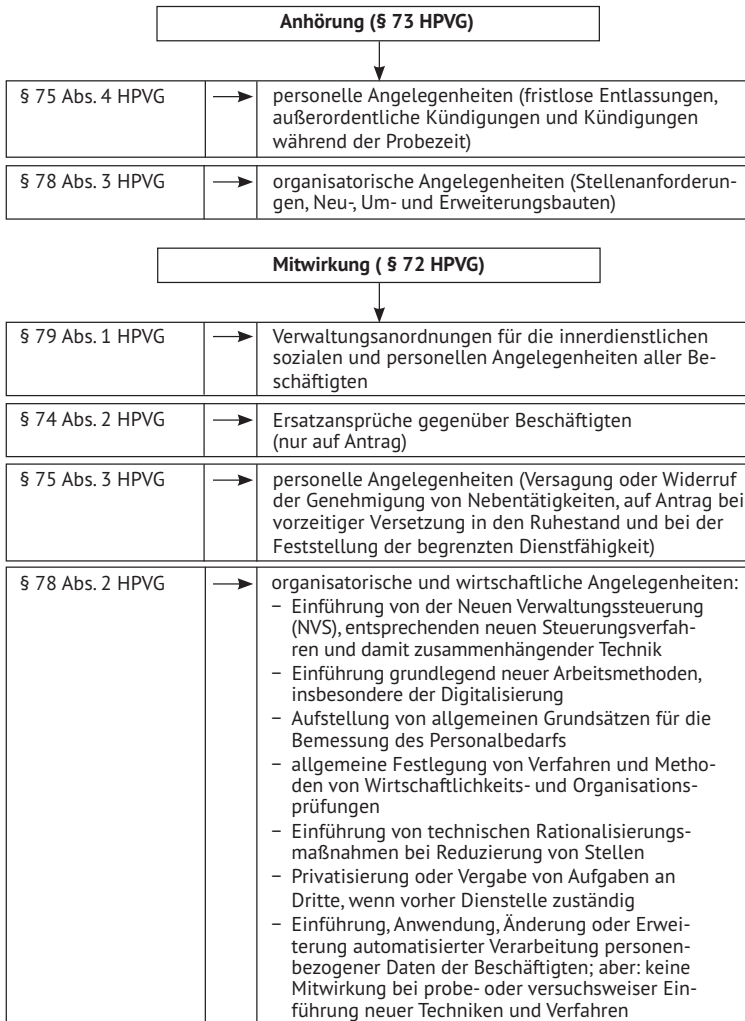 Anhörung (§ 73 HPVG)
§ 75 Abs. 4 HPVG
personelle Angelegenheiten (fristlose Entlassungen,
außerordentliche Kündigungen und Kündigungen
während der Probezeit)
§ 78 Abs. 3 HPVG
organisatorische Angelegenheiten (Stellenanforderun-
gen, Neu-, Um- und Erweiterungsbauten)
Mitwirkung ( § 72 HPVG)
§ 79 Abs. 1 HPVG
Verwaltungsanordnungen für die innerdienstlichen
sozialen und personellen Angelegenheiten aller Be-
schäftigten
§ 74 Abs. 2 HPVG
Ersatzansprüche gegenüber Beschäftigten
(nur auf Antrag)
§ 75 Abs. 3 HPVG
personelle Angelegenheiten (Versagung oder Widerruf
der Genehmigung von Nebentätigkeiten, auf Antrag bei
vorzeitiger Versetzung in den Ruhestand und bei der
Feststellung der begrenzten Dienstfähigkeit)
§ 78 Abs. 2 HPVG
organisatorische und wirtschaftliche Angelegenheiten:
– Einführung von der Neuen Verwaltungssteuerung
(NVS), entsprechenden neuen Steuerungsverfah-
ren und damit zusammenhängender Technik
– Einführung grundlegend neuer Arbeitsmethoden,
insbesondere der Digitalisierung
– Aufstellung von allgemeinen Grundsätzen für die
Bemessung des Personalbedarfs
– allgemeine Festlegung von Verfahren und Metho-
den von Wirtschaftlichkeits- und Organisations-
prüfungen
– Einführung von technischen Rationalisierungs-
maßnahmen bei Reduzierung von Stellen
– Privatisierung oder Vergabe von Aufgaben an
Dritte, wenn vorher Dienstelle zuständig
– Einführung, Anwendung, Änderung oder Erwei-
terung automatisierter Verarbeitung personen-
bezogener Daten der Beschäftigten; aber: keine
Mitwirkung bei probe- oder versuchsweiser Ein-
führung neuer Techniken und Verfahren